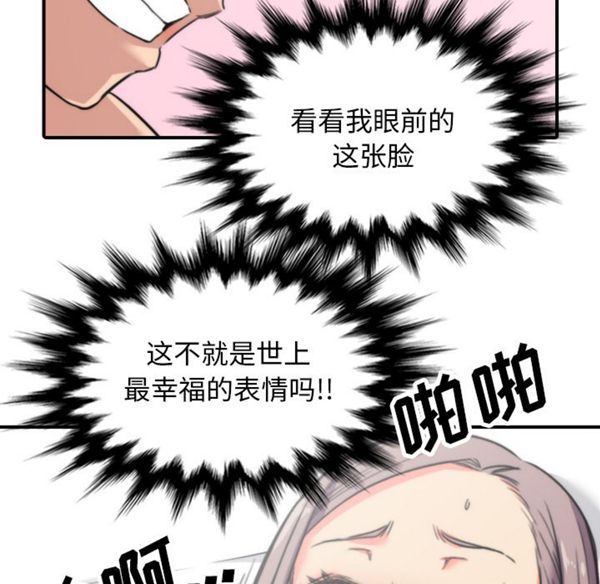 看看我眼前的
这张脸
这不就是世上
最幸福的表情吗!!
啪啪
啊